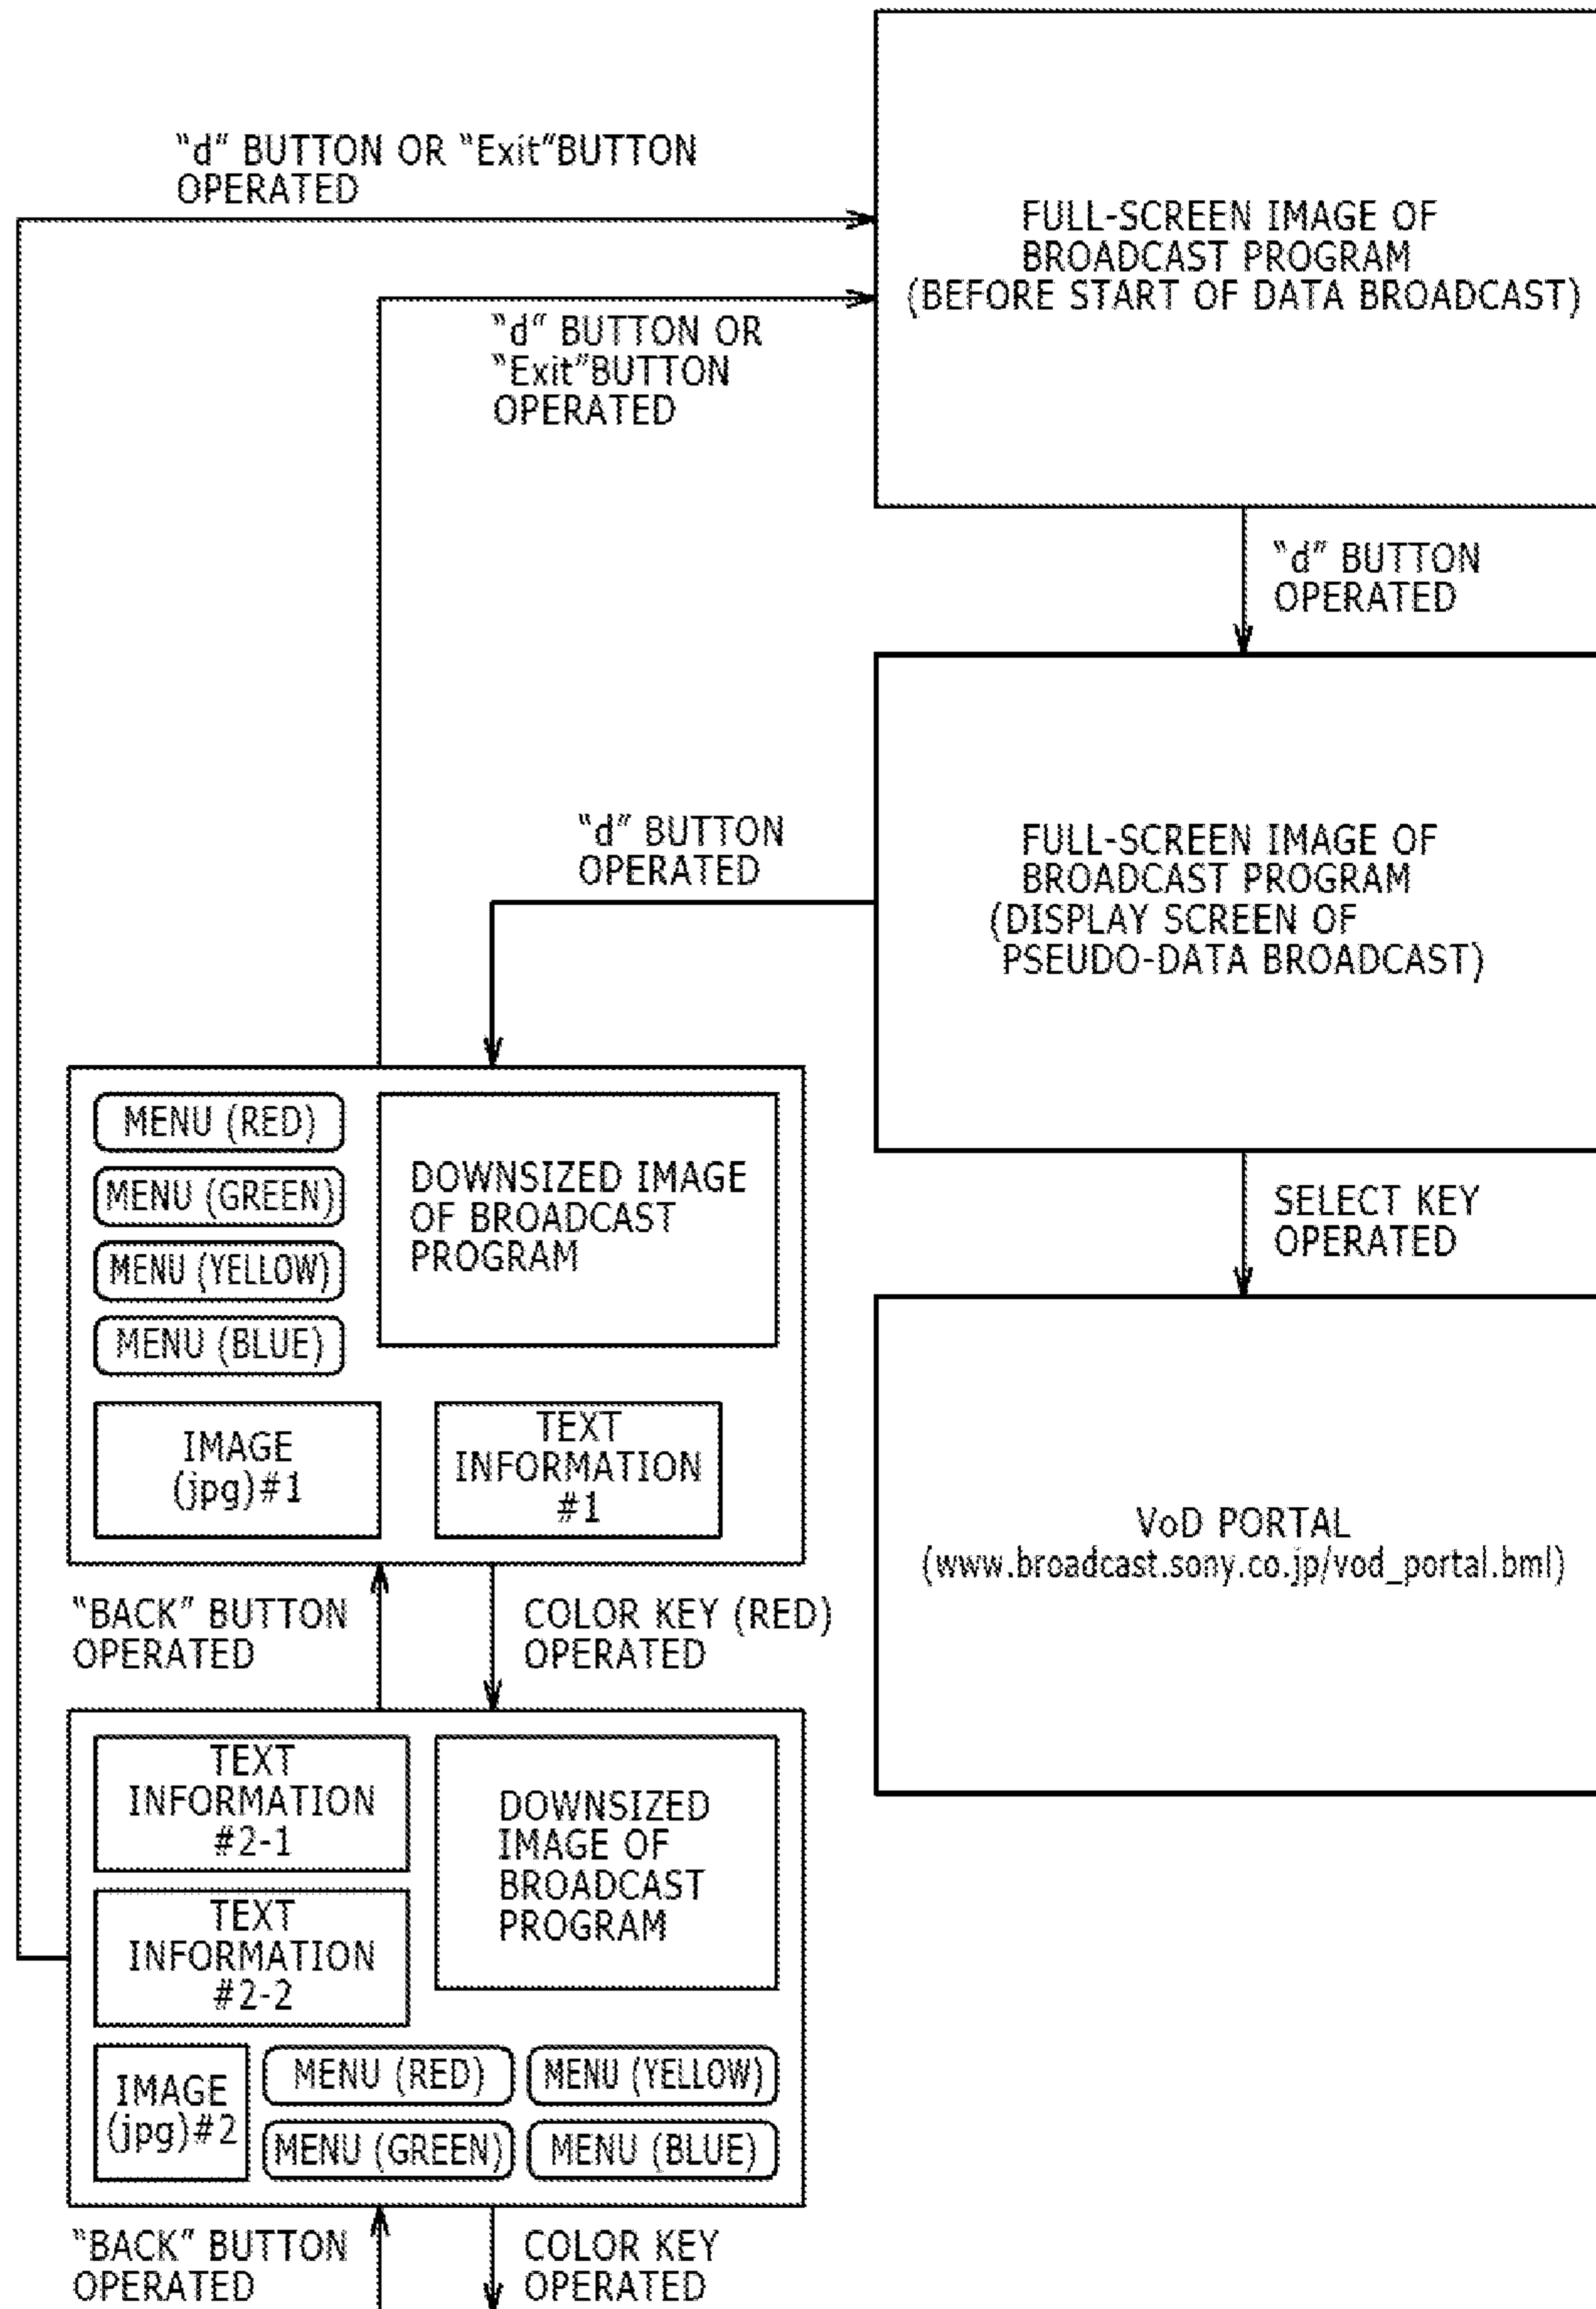 "d" BUTTON OR "Exit"BUTTON
OPERATED
FULL-SCREEN IMAGE OF
BROADCAST PROGRAM
(BEFORE START OF DATA BROADCAST)
"d" BUTTON OR
"Exit"BUTTON
OPERATED
"d" BUTTON
OPERATED
"d" BUTTON
OPERATED
FULL-SCREEN IMAGE OF
BROADCAST PROGRAM
(DISPLAY SCREEN OF
PSEUDO-DATA BROADCAST)
MENU (RED)
MENU (GREEN)
MENU (YELLOW)
MENU (BLUE)
DOWNSIZED IMAGE
OF BROADCAST
PROGRAM
SELECT KEY
OPERATED
IMAGE
(jpg)#1
TEXT
INFORMATION
#1
VoD PORTAL
(www.broadcast.sony.co.jp/vod_portal.bml)
"BACK" BUTTON
OPERATED
COLOR KEY (RED)
OPERATED
TEXT
INFORMATION
#2-1
TEXT
INFORMATION
#2-2
DOWNSIZED
IMAGE OF
BROADCAST
PROGRAM
IMAGE
(jpg)#2
MENU (RED)
MENU (YELLOW)
MENU (GREEN)
MENU (BLUE)
"BACK" BUTTON
OPERATED
COLOR KEY
OPERATED